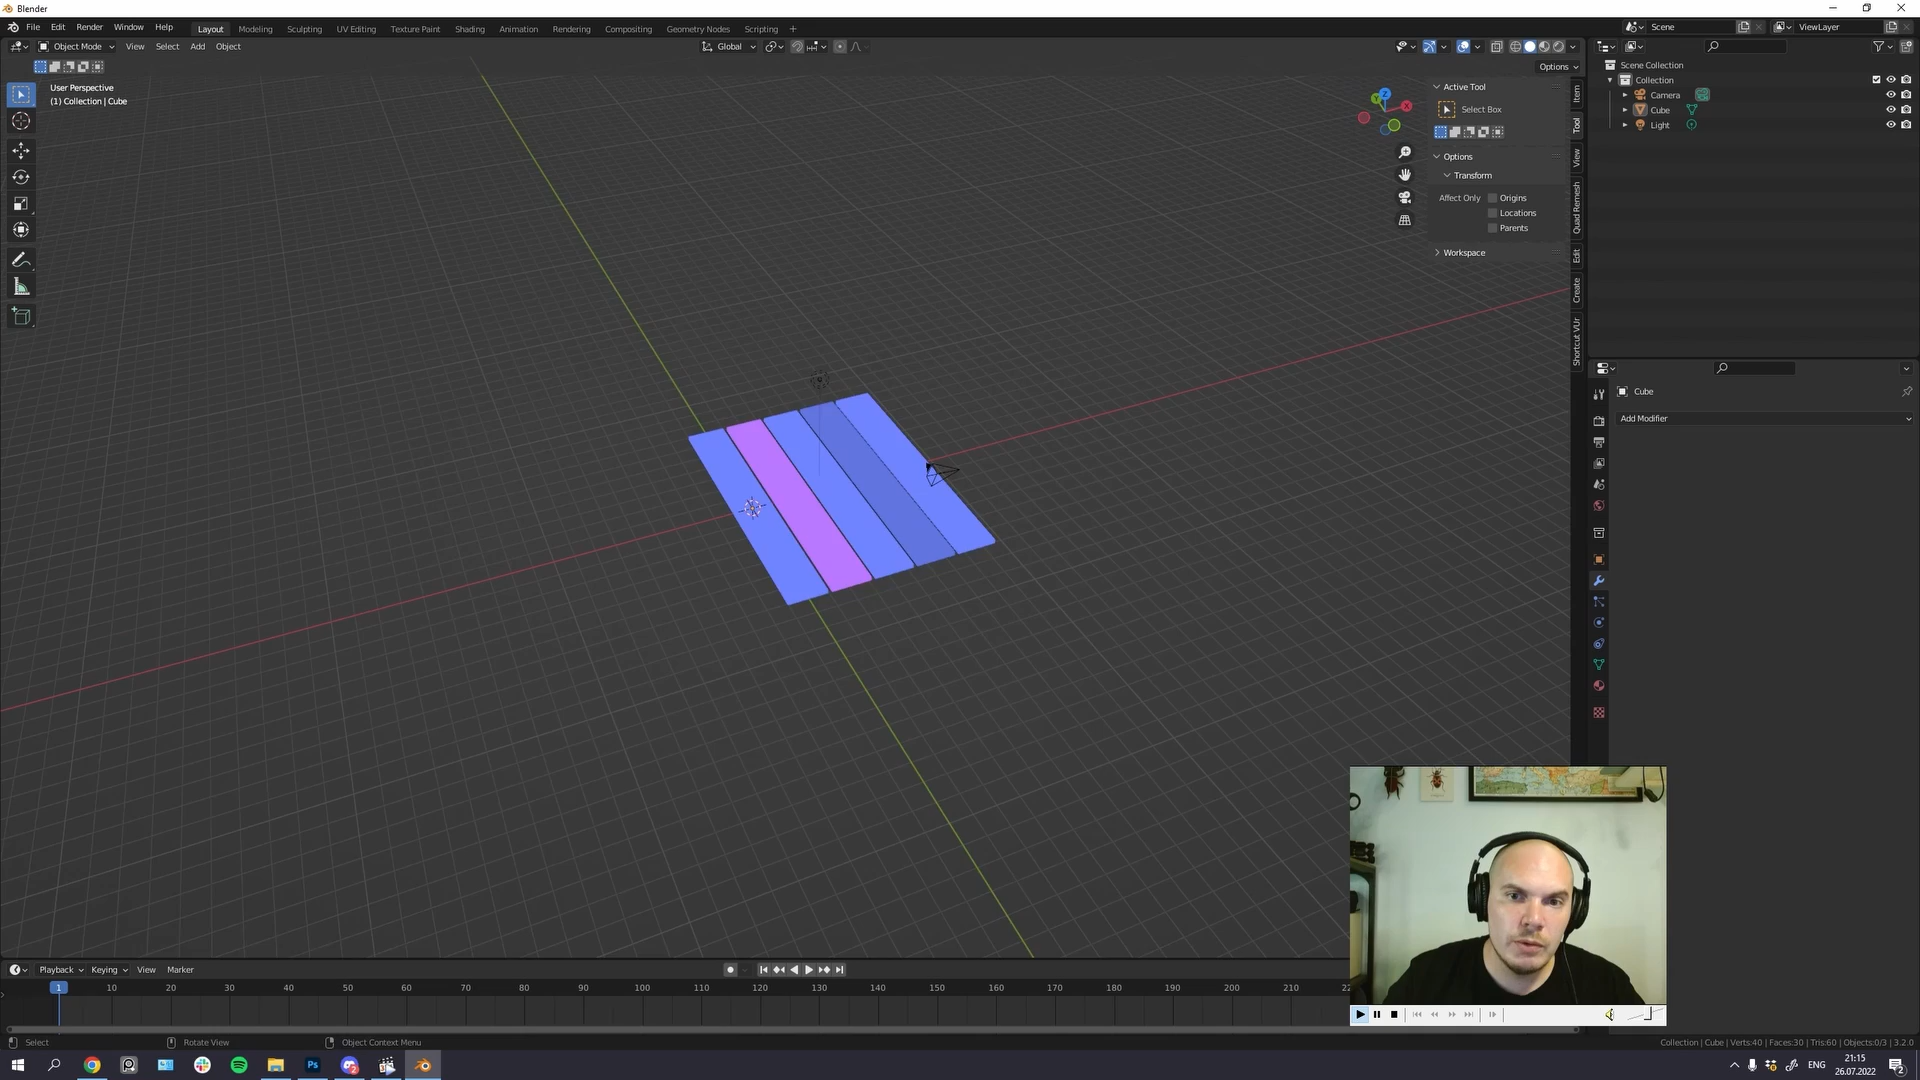 Blender
File Edit Render Window Help Layout Modeling Sculpting UV Editing Texture Paint Shading Animation Rendering Compositing Geometry Nodes Scripting + Scene ViewLayer
Object Mode View Select Add Object Global
Options
User Perspective
(1) Collection | Cube
Active Tool
Select Box
Options
Transform
Affect Only Origins
Locations
Parents
Workspace
Item
Tool
View
Quad Remesh
Edit
Create
Shortcut VUr
Scene Collection
Collection
Camera
Cube
Light
Cube
Add Modifier
X
Y
Z
Playback Keying View Marker
1 10 20 30 40 50 60 70 80 90 100 110 120 130 140 150 160 170 180 190 200 210
Select Rotate View Object Context Menu Collection | Cube | Verts:40 | Faces:30 | Tris:60 | Objects:0/3 | 3.2.0
Ps
ENG
21:15
26.07.2022
2